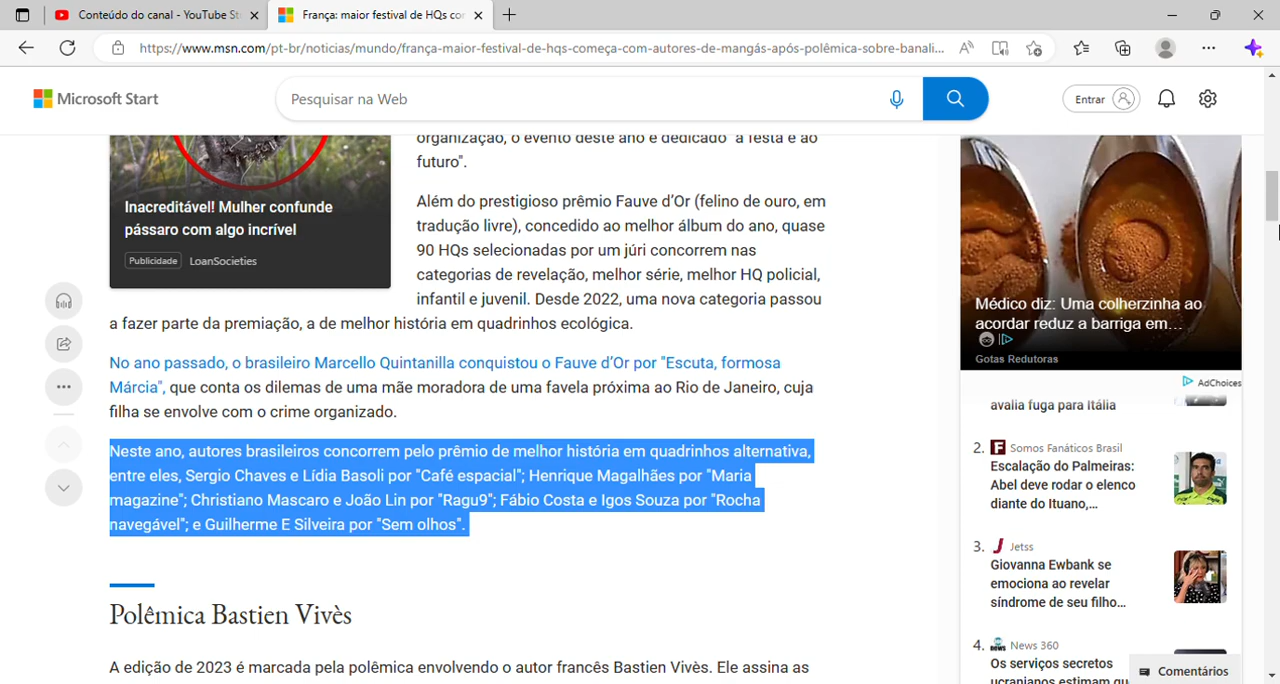 Conteúdo do canal - YouTube St
França: maior festival de HQs co
https://www.msn.com/pt-br/noticias/mundo/frança-maior-festival-de-hqs-começa-com-autores-de-mangás-após-polêmica-sobre-banali...
Microsoft Start
Pesquisar na Web
Entrar
organização, o evento deste ano é dedicado "à festa e ao
futuro".
Inacreditável! Mulher confunde
pássaro com algo incrível
Publicidade LoanSocieties
Além do prestigioso prêmio Fauve d'Or (felino de ouro, em
tradução livre), concedido ao melhor álbum do ano, quase
90 HQs selecionadas por um júri concorrem nas
categorias de revelação, melhor série, melhor HQ policial,
infantil e juvenil. Desde 2022, uma nova categoria passou
a fazer parte da premiação, a de melhor história em quadrinhos ecológica.
No ano passado, o brasileiro Marcello Quintanilla conquistou o Fauve d'Or por "Escuta, formosa
Márcia", que conta os dilemas de uma mãe moradora de uma favela próxima ao Rio de Janeiro, cuja
filha se envolve com o crime organizado.
Neste ano, autores brasileiros concorrem pelo prêmio de melhor história em quadrinhos alternativa,
entre eles, Sergio Chaves e Lídia Basoli por "Café espacial"; Henrique Magalhães por "Maria
magazine"; Christiano Mascaro e João Lin por "Ragu9"; Fábio Costa e Igos Souza por "Rocha
navegável"; e Guilherme E Silveira por "Sem olhos".
Polêmica Bastien Vivès
A edição de 2023 é marcada pela polêmica envolvendo o autor francês Bastien Vivès. Ele assina as
Médico diz: Uma colherzinha ao
acordar reduz a barriga em...
Gotas Redutoras
AdChoices
avalia fuga para Itália
2. F Somos Fanáticos Brasil
Escalação do Palmeiras:
Abel deve rodar o elenco
diante do Ituano,...
3. J Jetss
Giovanna Ewbank se
emociona ao revelar
síndrome de seu filho...
4. News 360
Os serviços secretos
ucranianos estimam qu
Comentários